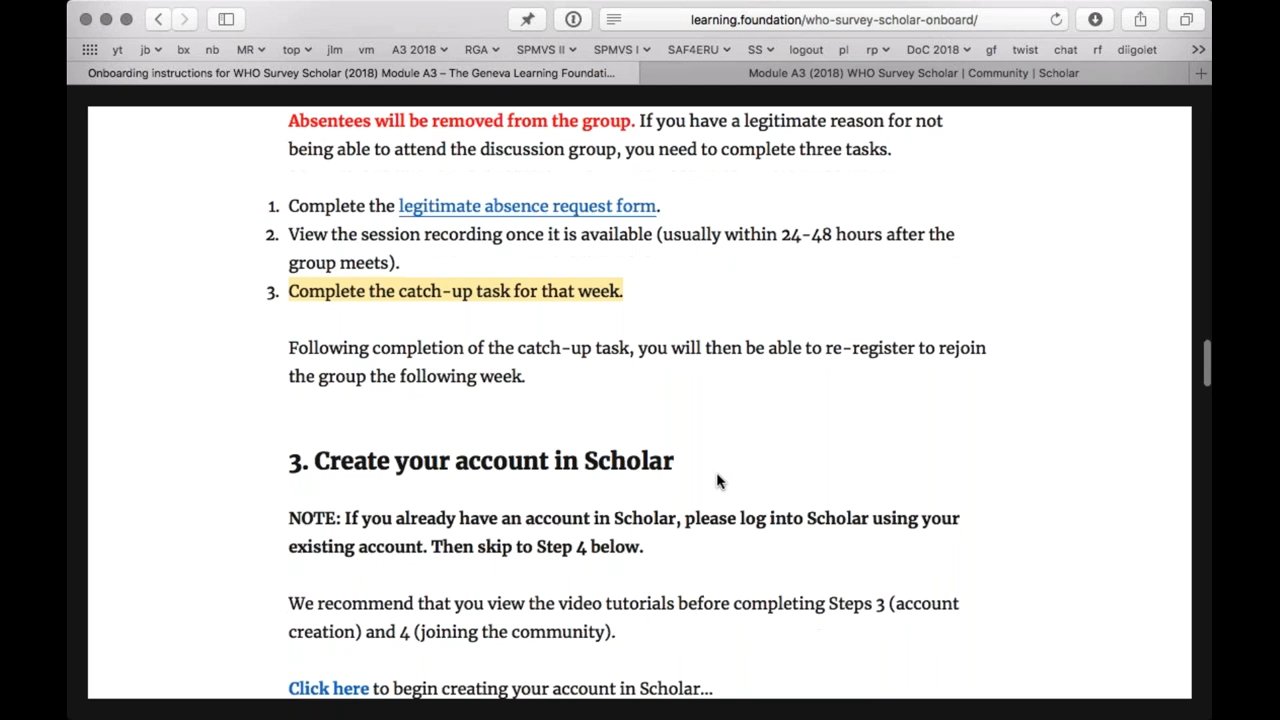 learning.foundation/who-survey-scholar-onboard/
yt jb bx nb MR top jlm vm A3 2018 RGA SPMVS II SPMVS I SAF4ERU SS logout pl rp DoC 2018 gf twist chat rf diigolet
Onboarding instructions for WHO Survey Scholar (2018) Module A3 – The Geneva Learning Foundati...
Module A3 (2018) WHO Survey Scholar | Community | Scholar
Absentees will be removed from the group. If you have a legitimate reason for not
being able to attend the discussion group, you need to complete three tasks.
1. Complete the legitimate absence request form.
2. View the session recording once it is available (usually within 24-48 hours after the
group meets).
3. Complete the catch-up task for that week.
Following completion of the catch-up task, you will then be able to re-register to rejoin
the group the following week.
3. Create your account in Scholar
NOTE: If you already have an account in Scholar, please log into Scholar using your
existing account. Then skip to Step 4 below.
We recommend that you view the video tutorials before completing Steps 3 (account
creation) and 4 (joining the community).
Click here to begin creating your account in Scholar...